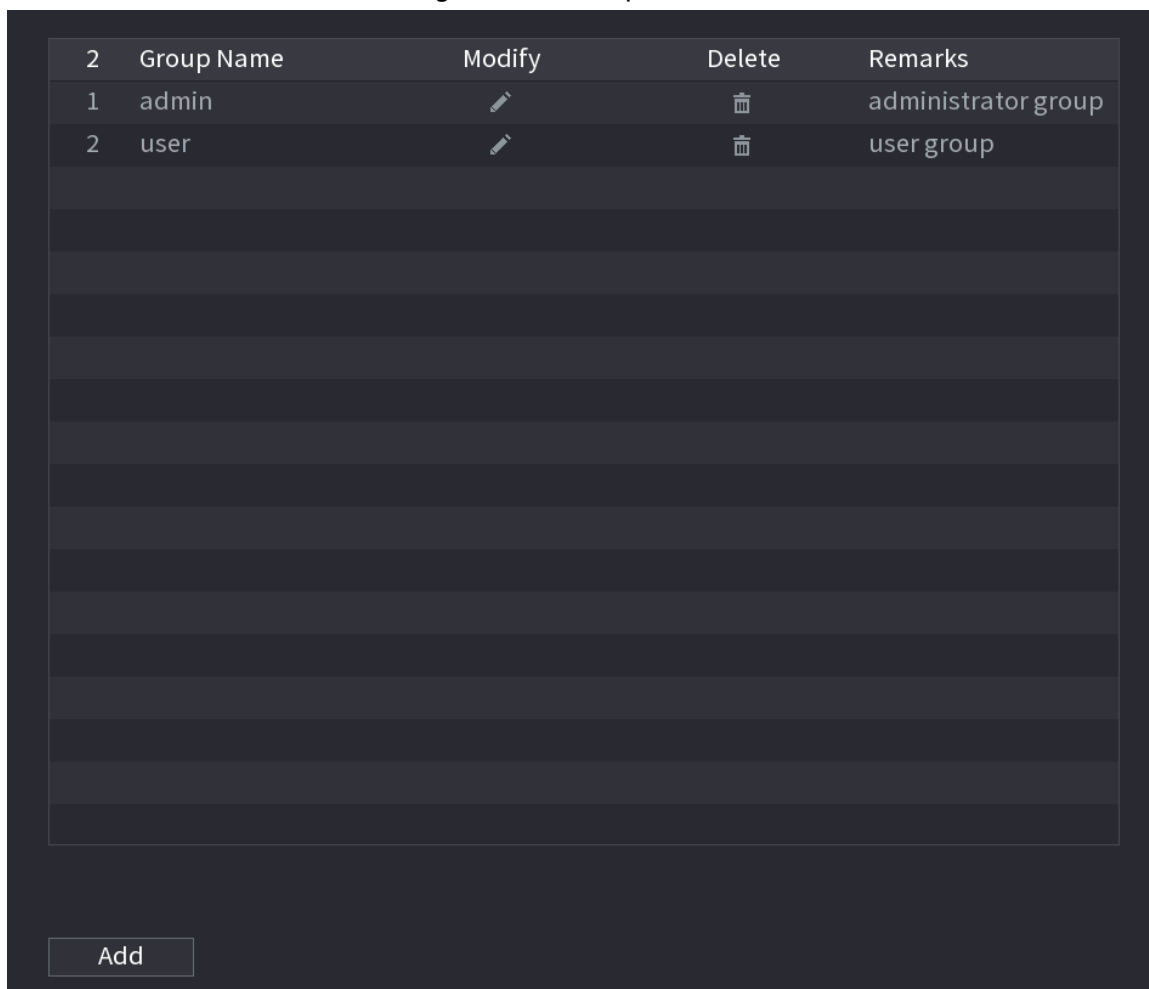 2 Group Name Modify Delete Remarks
1 admin administrator group
2 user user group
Add